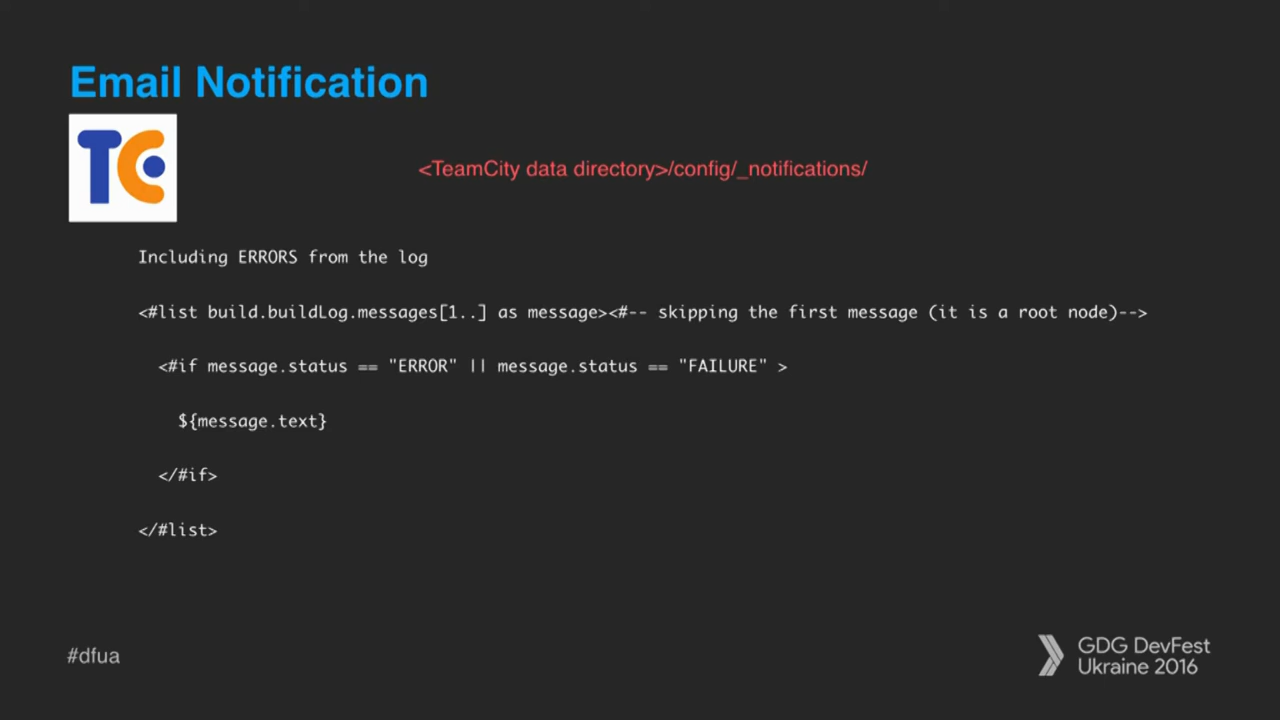 Email Notification
TC
<TeamCity data directory>/config/_notifications/
Including ERRORS from the log
<#list build.buildLog.messages[1..] as message><#-- skipping the first message (it is a root node)-->
<#if message.status == "ERROR" || message.status == "FAILURE" >
${message.text}
</#if>
</#list>
#dfua
GDG DevFest
Ukraine 2016